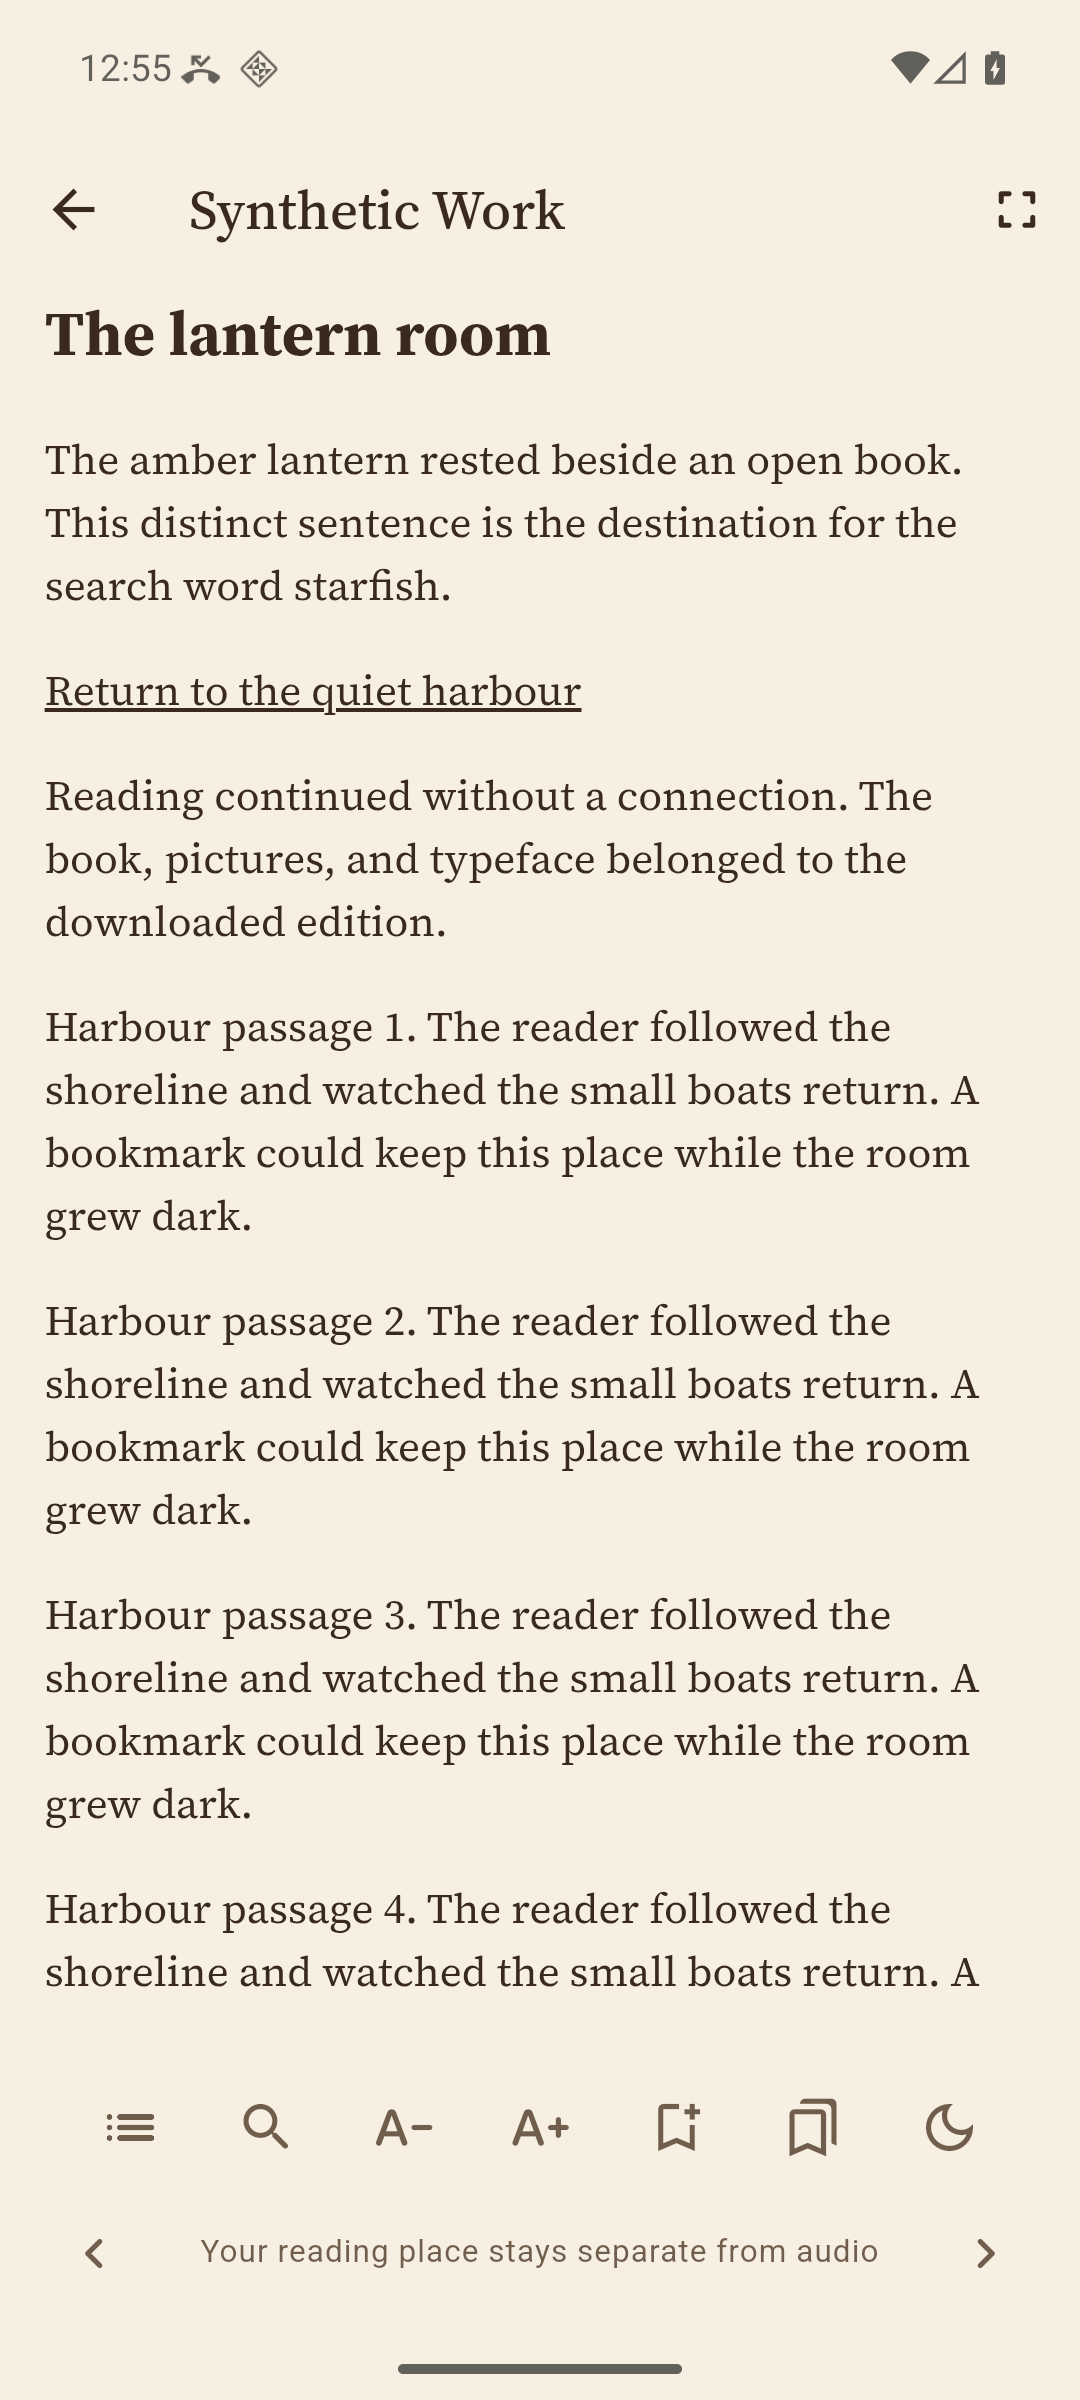 12:55
Synthetic Work
The lantern room
The amber lantern rested beside an open book.
This distinct sentence is the destination for the
search word starfish.
Return to the quiet harbour
Reading continued without a connection. The
book, pictures, and typeface belonged to the
downloaded edition.
Harbour passage 1. The reader followed the
shoreline and watched the small boats return. A
bookmark could keep this place while the room
grew dark.
Harbour passage 2. The reader followed the
shoreline and watched the small boats return. A
bookmark could keep this place while the room
grew dark.
Harbour passage 3. The reader followed the
shoreline and watched the small boats return. A
bookmark could keep this place while the room
grew dark.
Harbour passage 4. The reader followed the
shoreline and watched the small boats return. A
A− A+
Your reading place stays separate from audio